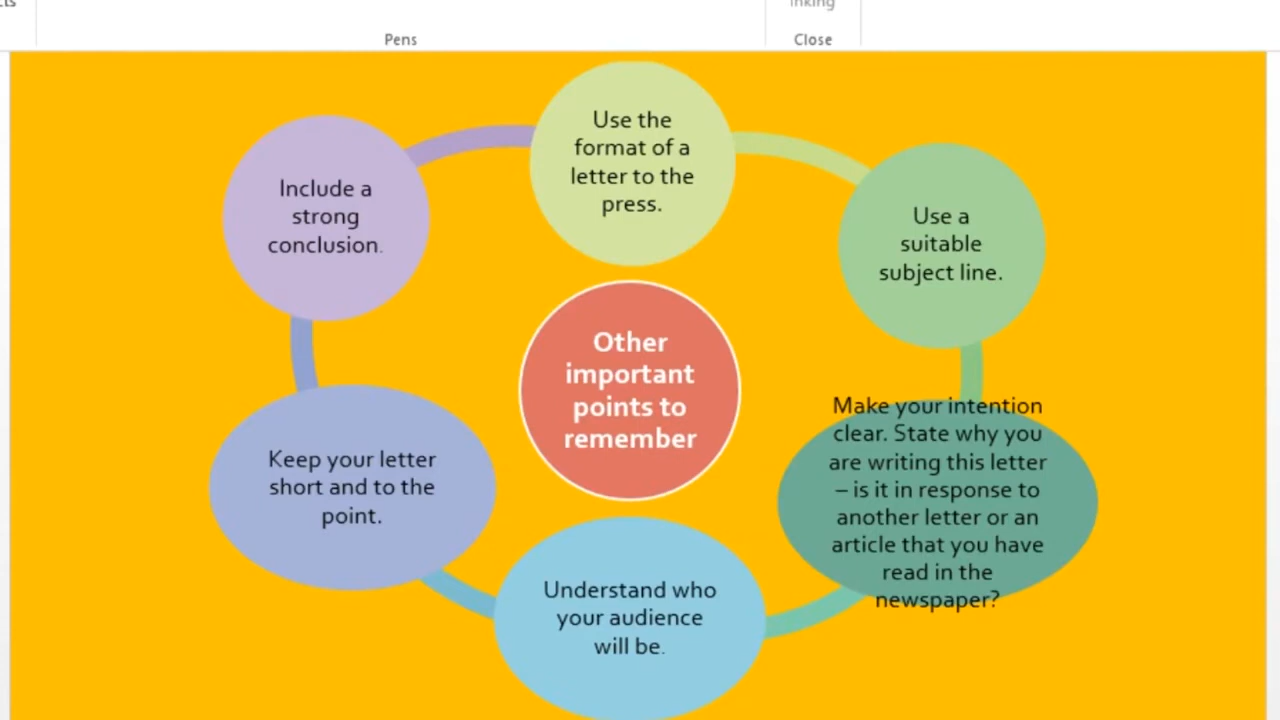 Inking
Pens
Close
Use the
format of a
letter to the
press.
Use a
suitable
subject line.
Make your intention
clear. State why you
are writing this letter
– is it in response to
another letter or an
article that you have
read in the
newspaper?
Understand who
your audience
will be.
Keep your letter
short and to the
point.
Include a
strong
conclusion.
Other
important
points to
remember